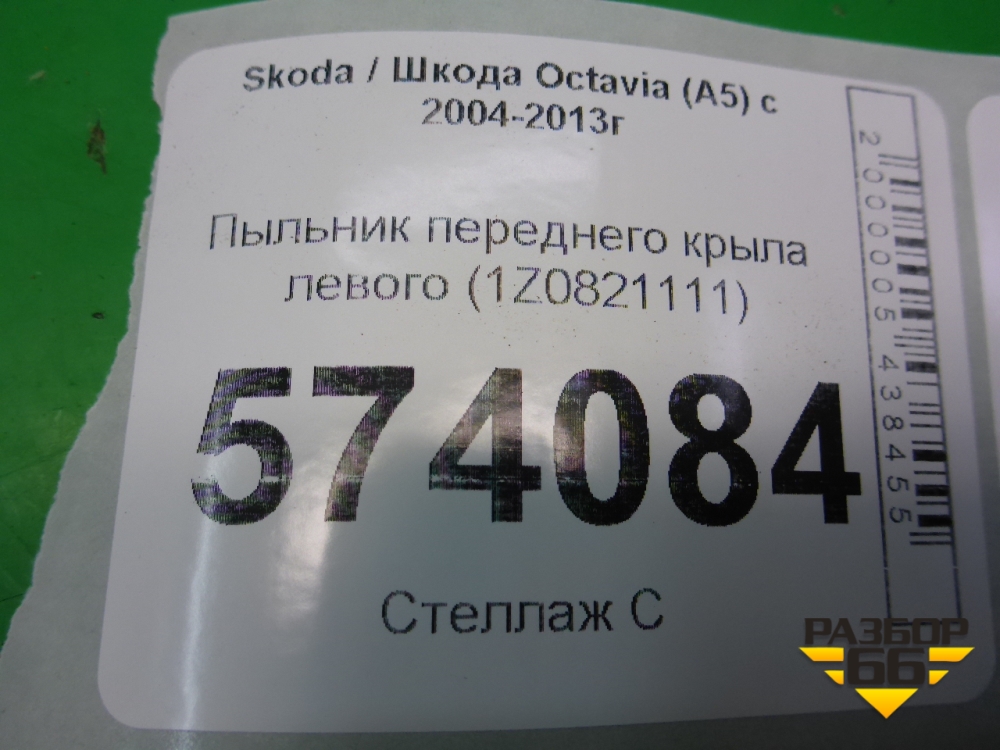 Skoda / Шкода Octavia (A5) с
2004-2013г
Пыльник переднего крыла
левого (1Z0821111)
574084
Стеллаж С
2000005438455
РАЗБОР
66